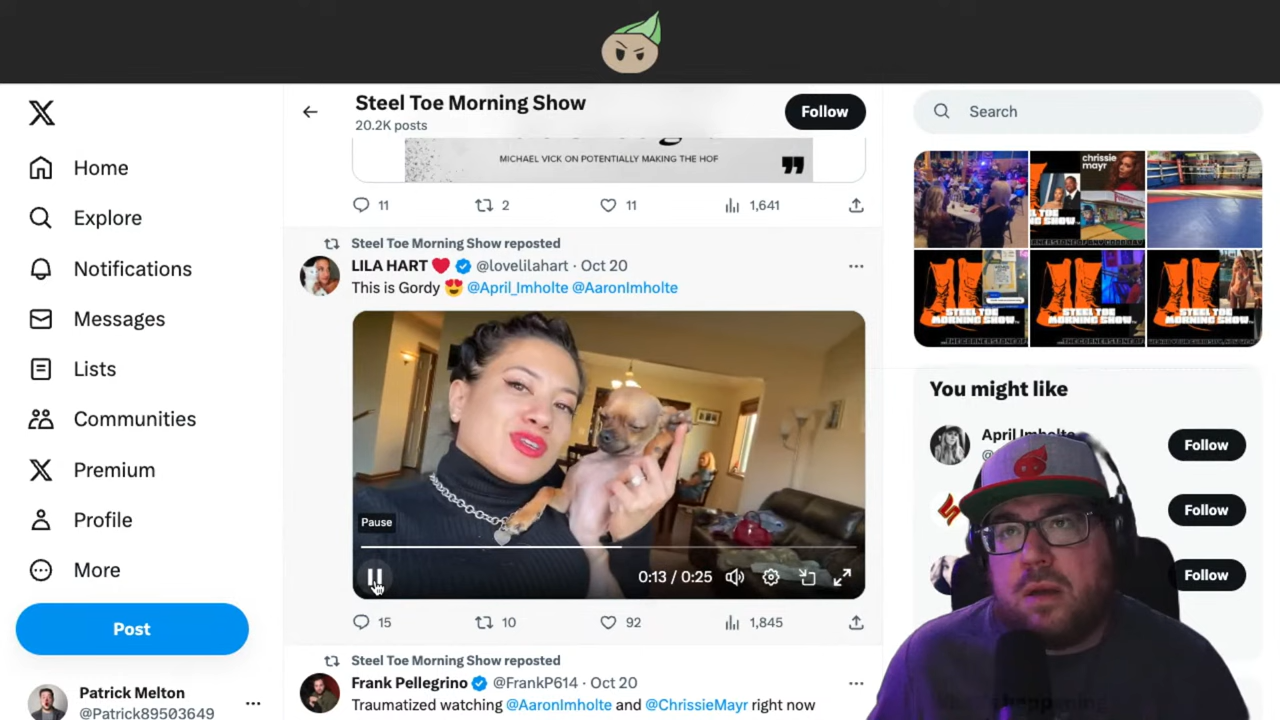 Steel Toe Morning Show
20.2K posts
Follow
Search
Home
Explore
Notifications
Messages
Lists
Communities
Premium
Profile
More
Post
Patrick Melton
@Patrick89503649
MICHAEL VICK ON POTENTIALLY MAKING THE HOF
11 2 11 1,641
Steel Toe Morning Show reposted
LILA HART @lovelilahart · Oct 20
This is Gordy @April_Imholte @AaronImholte
Pause
0:13 / 0:25
15 10 92 1,845
Steel Toe Morning Show reposted
Frank Pellegrino @FrankP614 · Oct 20
Traumatized watching @AaronImholte and @ChrissieMayr right now
chrissie
mayr
STEEL TOE
MORNING SHOW
STEEL TOE
MORNING SHOW
STEEL TOE
MORNING SHOW
You might like
April Imholte
Follow
Follow
Follow